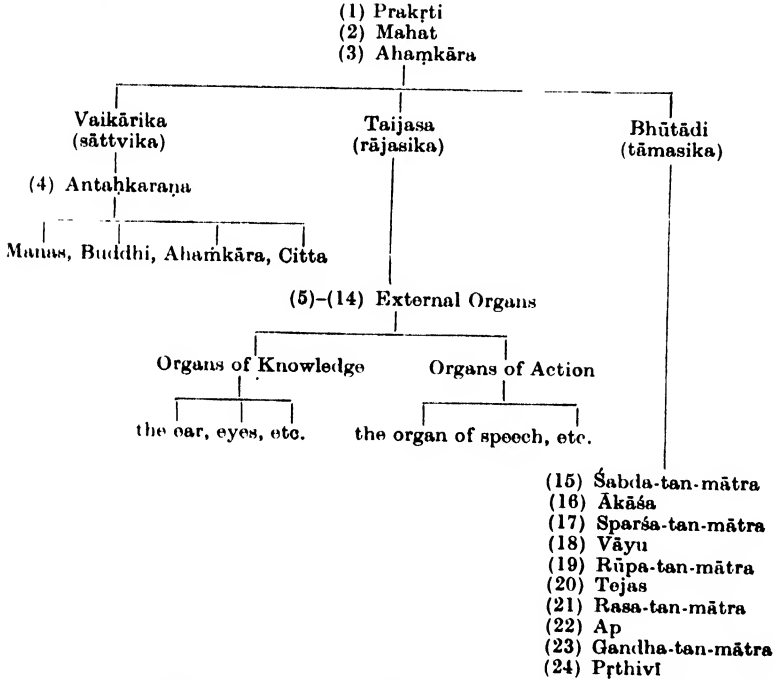 (1) Prakṛti
(2) Mahat
(3) Ahaṃkāra
Vaikārika
(sāttvika)
Taijasa
(rājasika)
Bhūtādi
(tāmasika)
(4) Antaḥkaraṇa
Manas, Buddhi, Ahaṁkāra, Citta
(5)–(14) External Organs
Organs of Knowledge
Organs of Action
the ear, eyes, etc.
the organ of speech, etc.
(15) Śabda-tan-mātra
(16) Ākāśa
(17) Sparśa-tan-mātra
(18) Vāyu
(19) Rūpa-tan-mātra
(20) Tejas
(21) Rasa-tan-mātra
(22) Ap
(23) Gandha-tan-mātra
(24) Pṛthivī